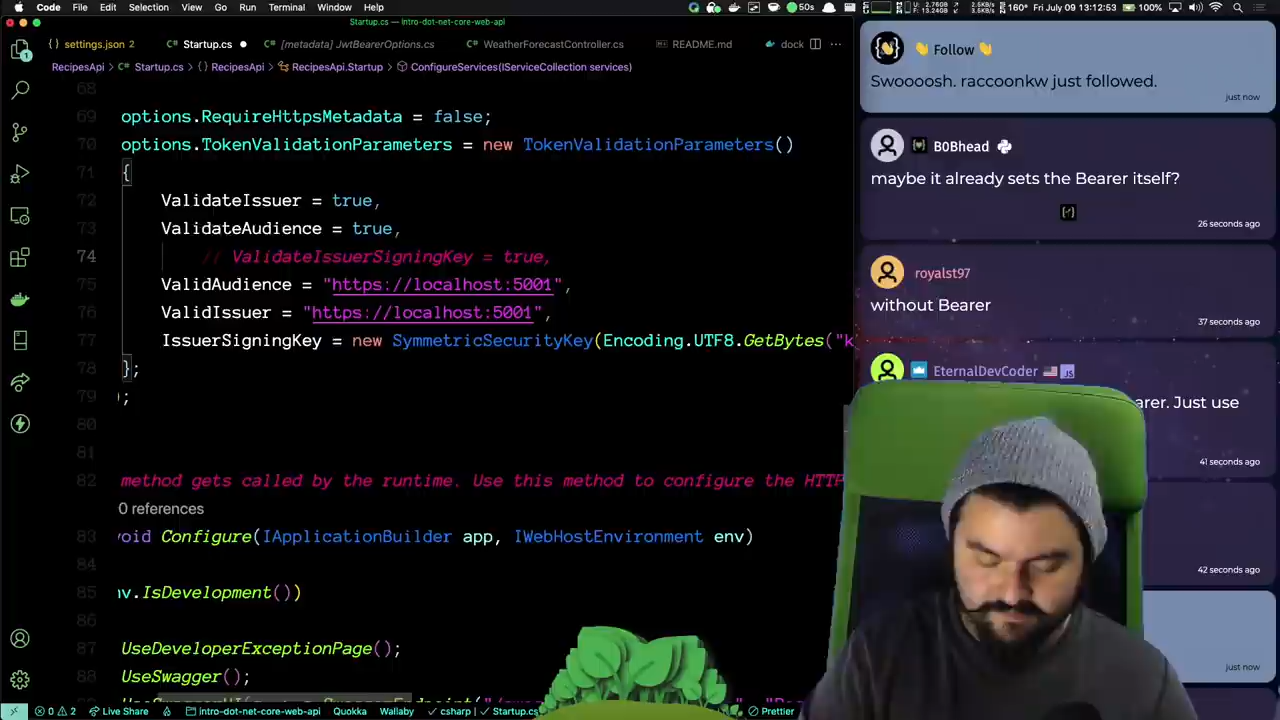 Code File Edit Selection View Go Run Terminal Window Help
50s 160° Fri July 09 13:12:53 100%
Startup.cs — intro-dot-net-core-web-api
settings.json 2 Startup.cs [metadata] JwtBearerOptions.cs WeatherForecastController.cs README.md dock
RecipesApi > Startup.cs > {} RecipesApi > RecipesApi.Startup > ConfigureServices(IServiceCollection services)
68
69 options.RequireHttpsMetadata = false;
70 options.TokenValidationParameters = new TokenValidationParameters()
71 {
72 ValidateIssuer = true,
73 ValidateAudience = true,
74 // ValidateIssuerSigningKey = true,
75 ValidAudience = "https://localhost:5001",
76 ValidIssuer = "https://localhost:5001",
77 IssuerSigningKey = new SymmetricSecurityKey(Encoding.UTF8.GetBytes("k
78 };
79 );
80
81
82 method gets called by the runtime. Use this method to configure the HTTP
0 references
83 void Configure(IApplicationBuilder app, IWebHostEnvironment env)
84
85 nv.IsDevelopment())
86
87 UseDeveloperExceptionPage();
88 UseSwagger();
0 2 Live Share intro-dot-net-core-web-api Quokka Wallaby csharp | Startup.cs Prettier
👋 Follow 👋
Swoooosh. raccoonkw just followed.
just now
B0Bhead
maybe it already sets the Bearer itself?
26 seconds ago
royalst97
without Bearer
37 seconds ago
EternalDevCoder
arer. Just use
41 seconds ago
42 seconds ago
just now